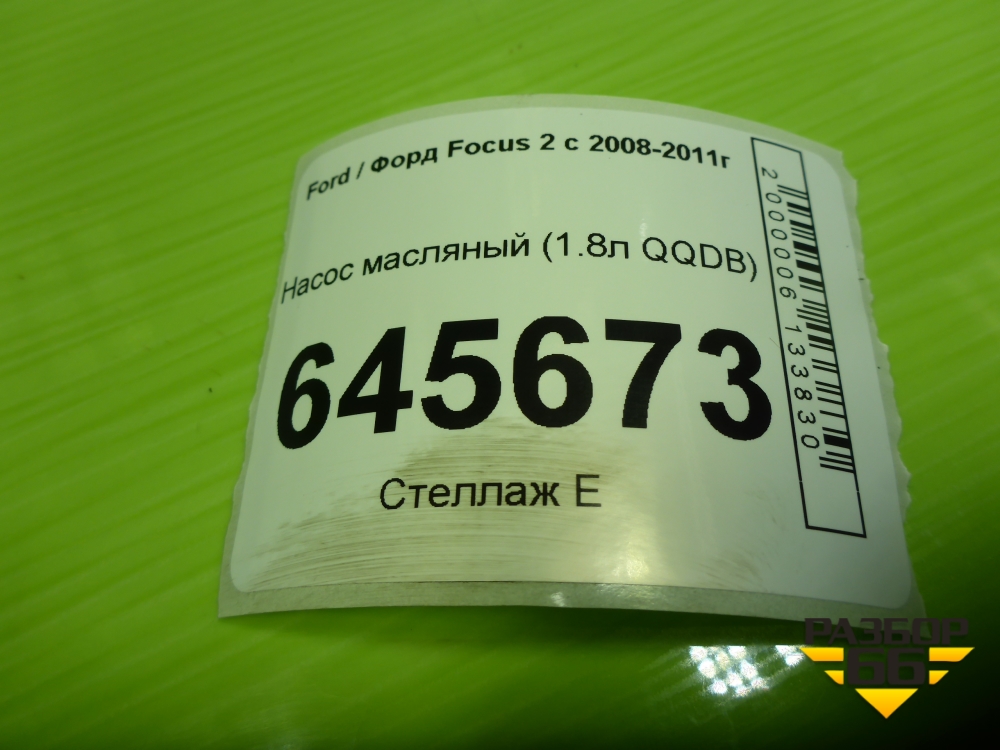 Ford / Форд Focus 2 с 2008-2011г
Насос масляный (1.8л QQDB)
645673
Стеллаж Е
2000006133830
РАЗБОР
66